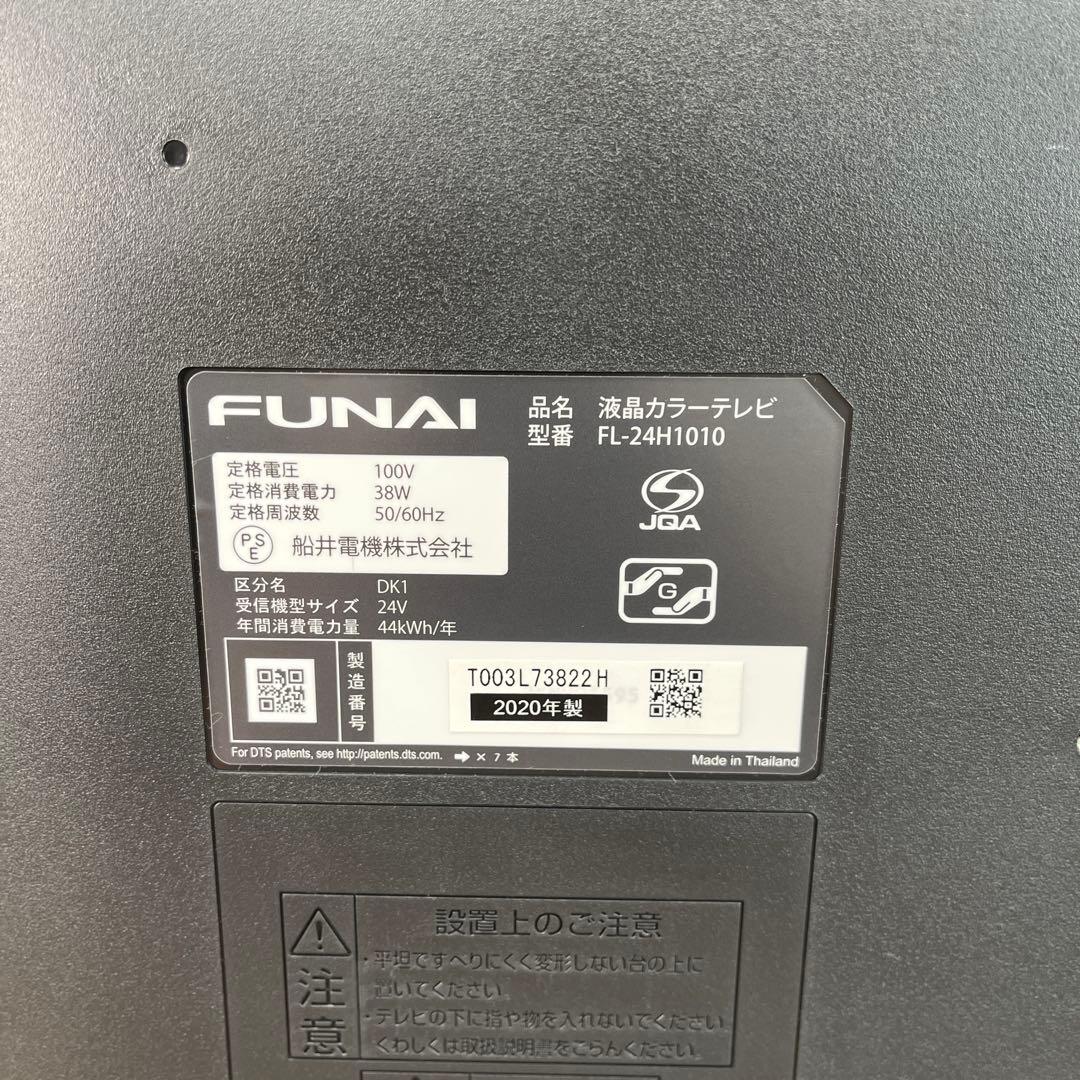 FUNAI
品名 液晶カラーテレビ
型番 FL-24H1010
定格電圧 100V
定格消費電力 38W
定格周波数 50/60Hz
PSE 船井電機株式会社
JQA
G
区分名 DK1
受信機型サイズ 24V
年間消費電力量 44kWh/年
製造番号
T003L73822H
2020年製
For DTS patents, see http://patents.dts.com. ➡ × 7 本
Made in Thailand
注意
設置上のご注意
・平坦ですべりにくく変形しない台の上に
置いてください。
・テレビの下に指や物を入れないでください。
くわしくは取扱説明書をごらんください。